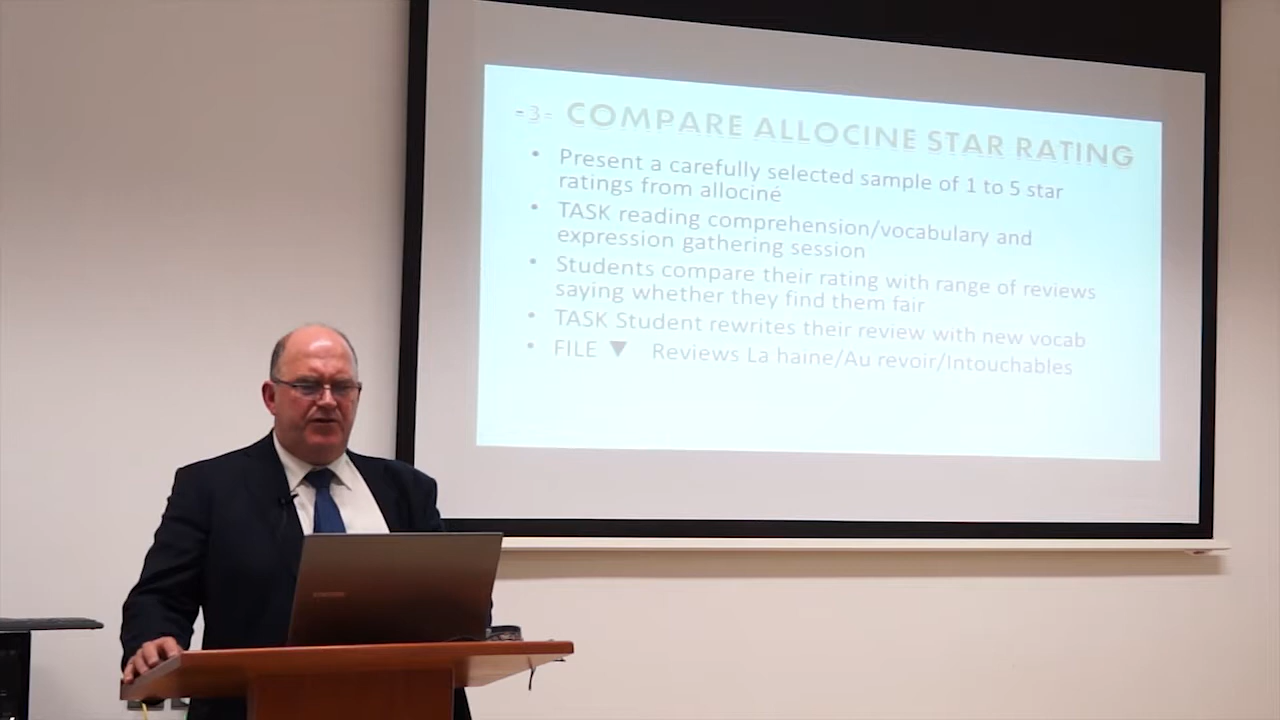 -3- COMPARE ALLOCINE STAR RATING
• Present a carefully selected sample of 1 to 5 star
ratings from allociné
• TASK reading comprehension/vocabulary and
expression gathering session
• Students compare their rating with range of reviews
saying whether they find them fair
• TASK Student rewrites their review with new vocab
• FILE ▼ Reviews La haine/Au revoir/Intouchables
SAMSUNG